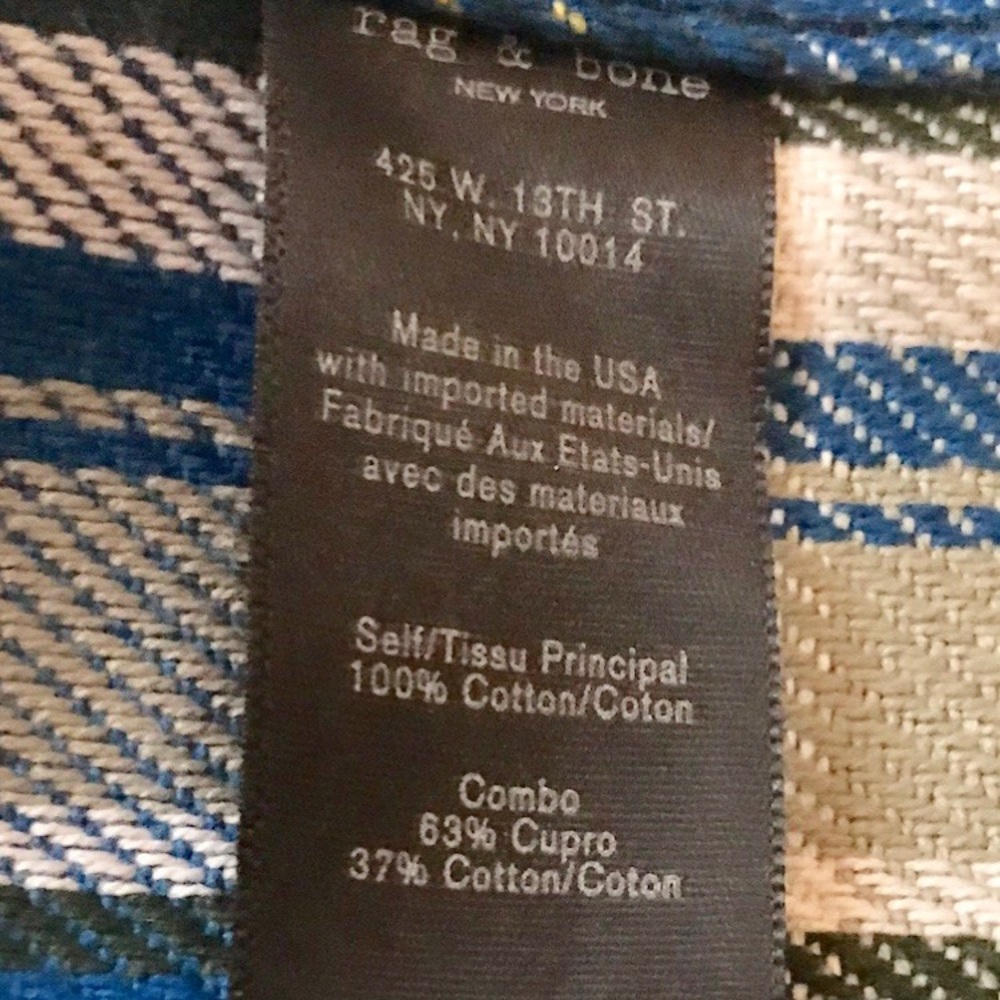 rag & bone
NEW YORK
425 W. 13TH ST.
NY, NY 10014
Made in the USA
with imported materials/
Fabriqué Aux Etats-Unis
avec des materiaux
importés
Self/Tissu Principal
100% Cotton/Coton
Combo
63% Cupro
37% Cotton/Coton